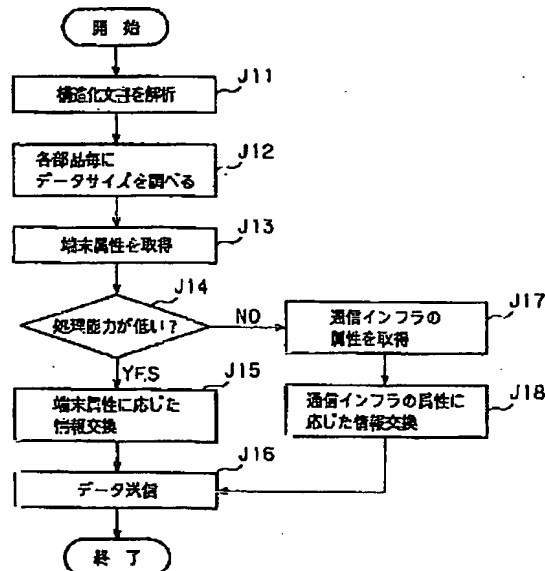 開始
J11
構造化文書を解析
J12
各部品毎に
データサイズを調べる
J13
端末属性を取得
J14
処理能力が低い?
NO
YES
J17
通信インフラの
属性を取得
J15
端末属性に応じた
情報交換
J18
通信インフラの属性に
応じた情報交換
J16
データ送信
終了